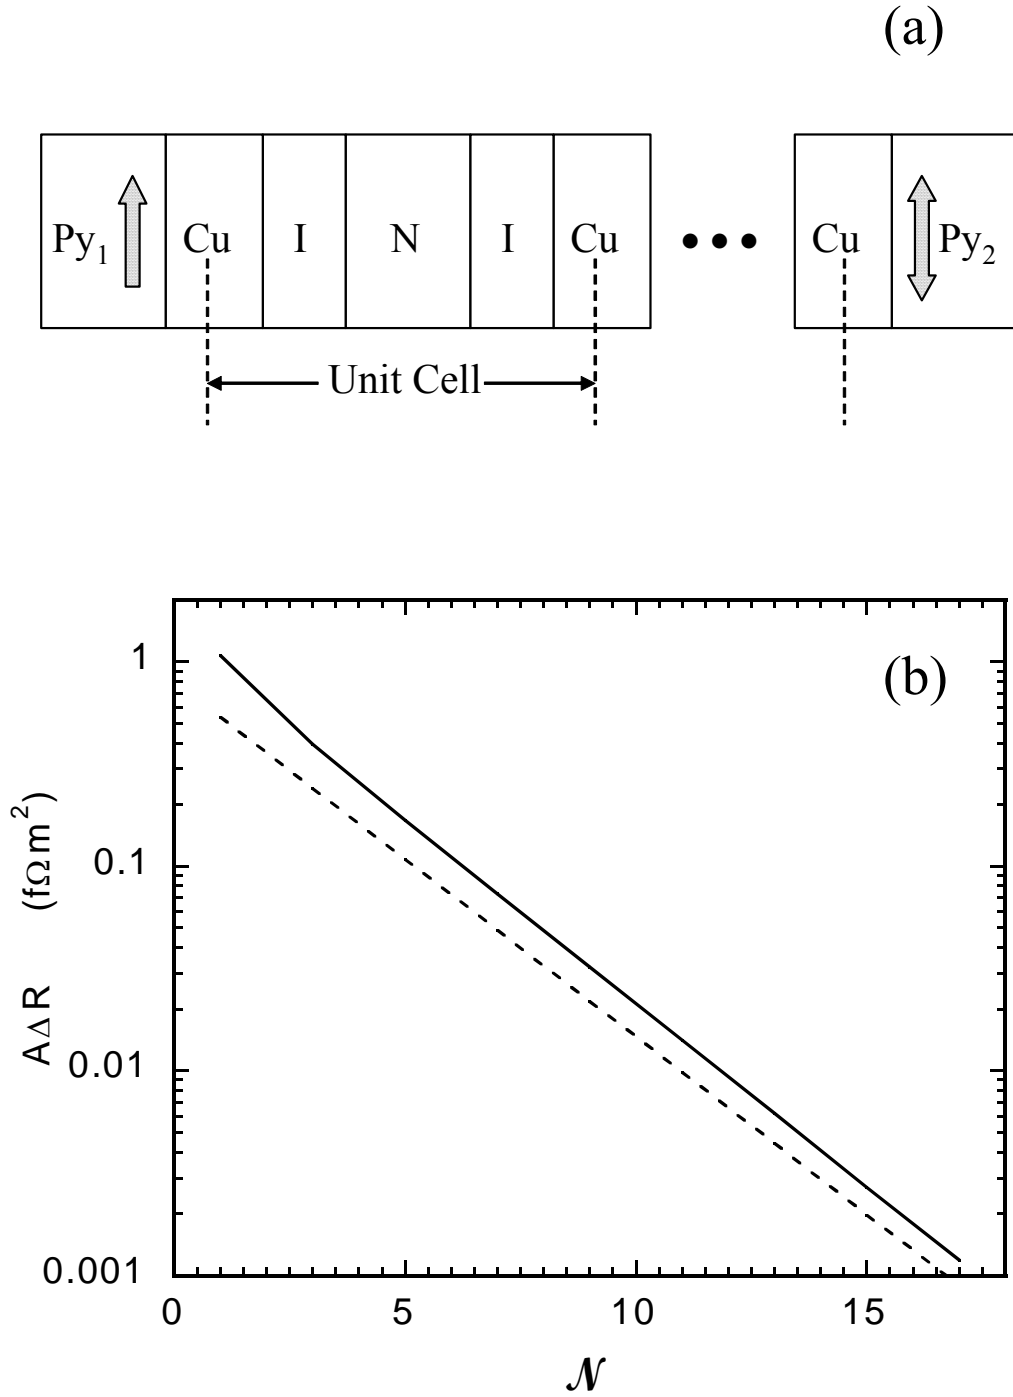 (a)
Py₁ Cu I N I Cu ••• Cu Py₂
Unit Cell
(b)
1
0.1
0.01
0.001
AΔR (fΩm²)
0 5 10 15
𝒩